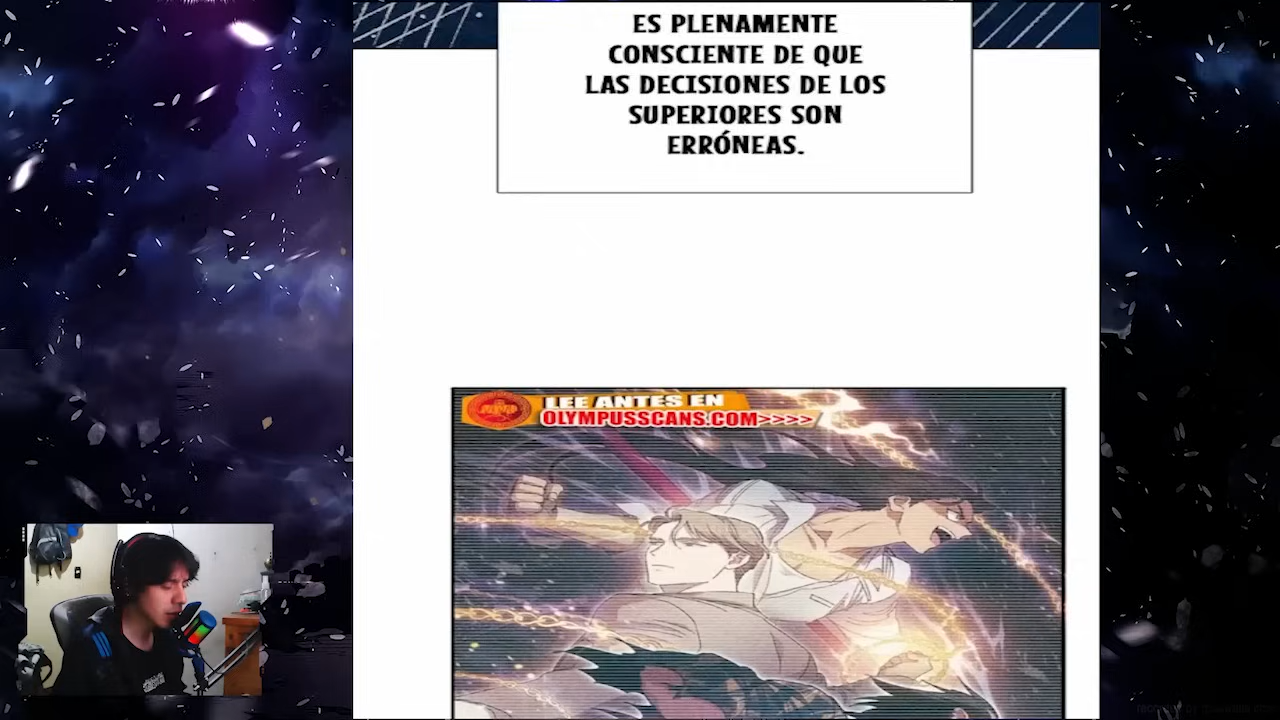 ES PLENAMENTE
CONSCIENTE DE QUE
LAS DECISIONES DE LOS
SUPERIORES SON
ERRÓNEAS.
LEE ANTES EN
OLYMPUSSCANS.COM>>>>